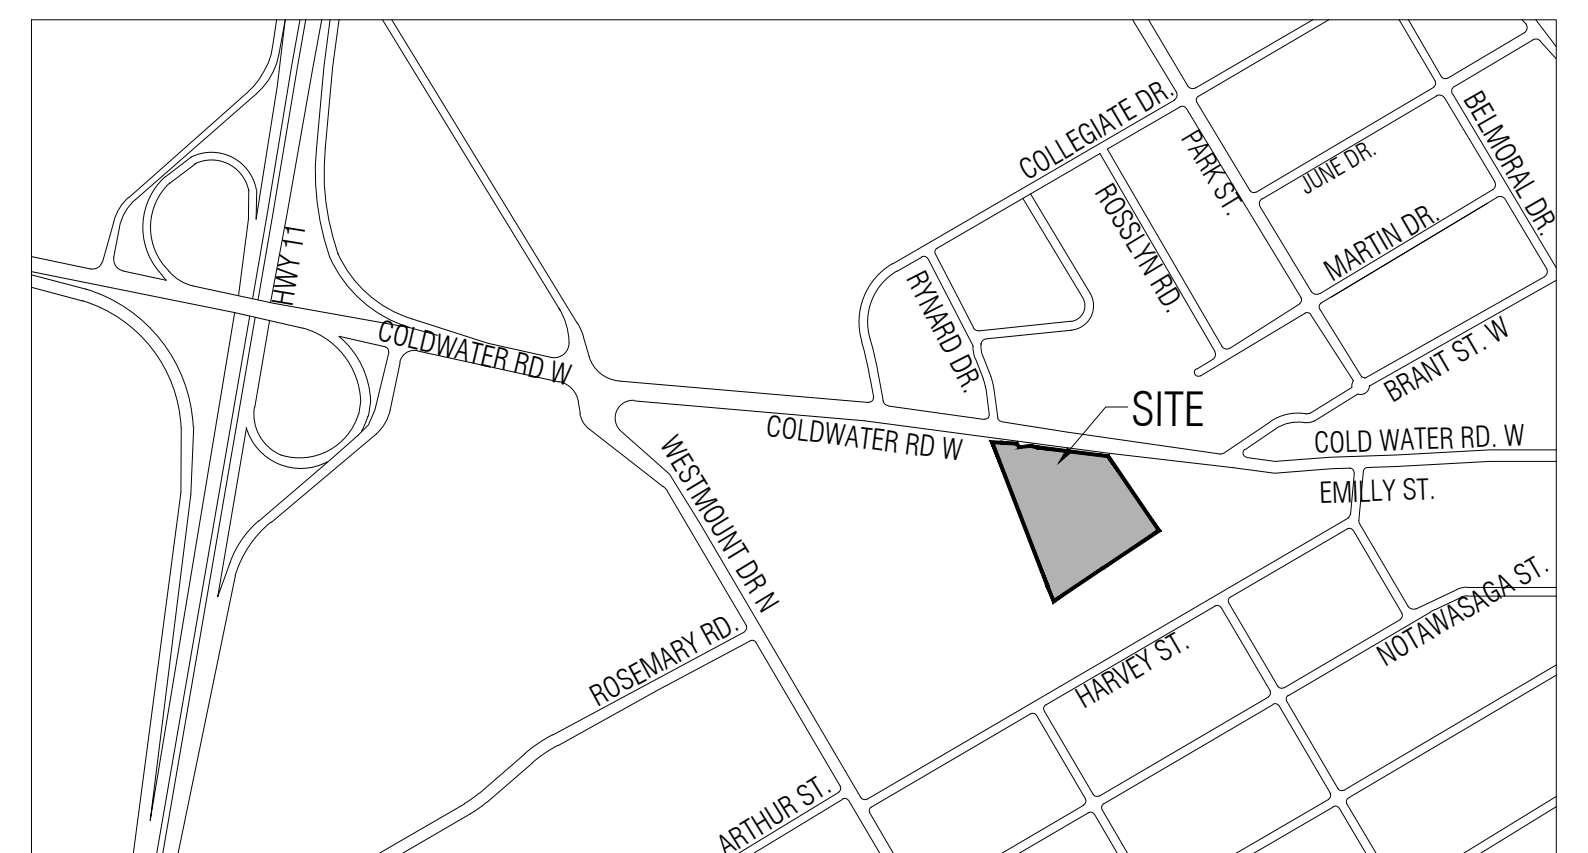 COLLEGIATE DR.
BELMORAL DR.
PARK ST.
JUNE DR.
ROSSLYN RD.
MARTIN DR.
HWY 11
RYNARD DR.
COLDWATER RD W
BRANT ST. W
SITE
COLDWATER RD W
COLD WATER RD. W
WESTMOUNT DR N
EMILLY ST.
NOTAWASAGA ST.
ROSEMARY RD.
HARVEY ST.
ARTHUR ST.